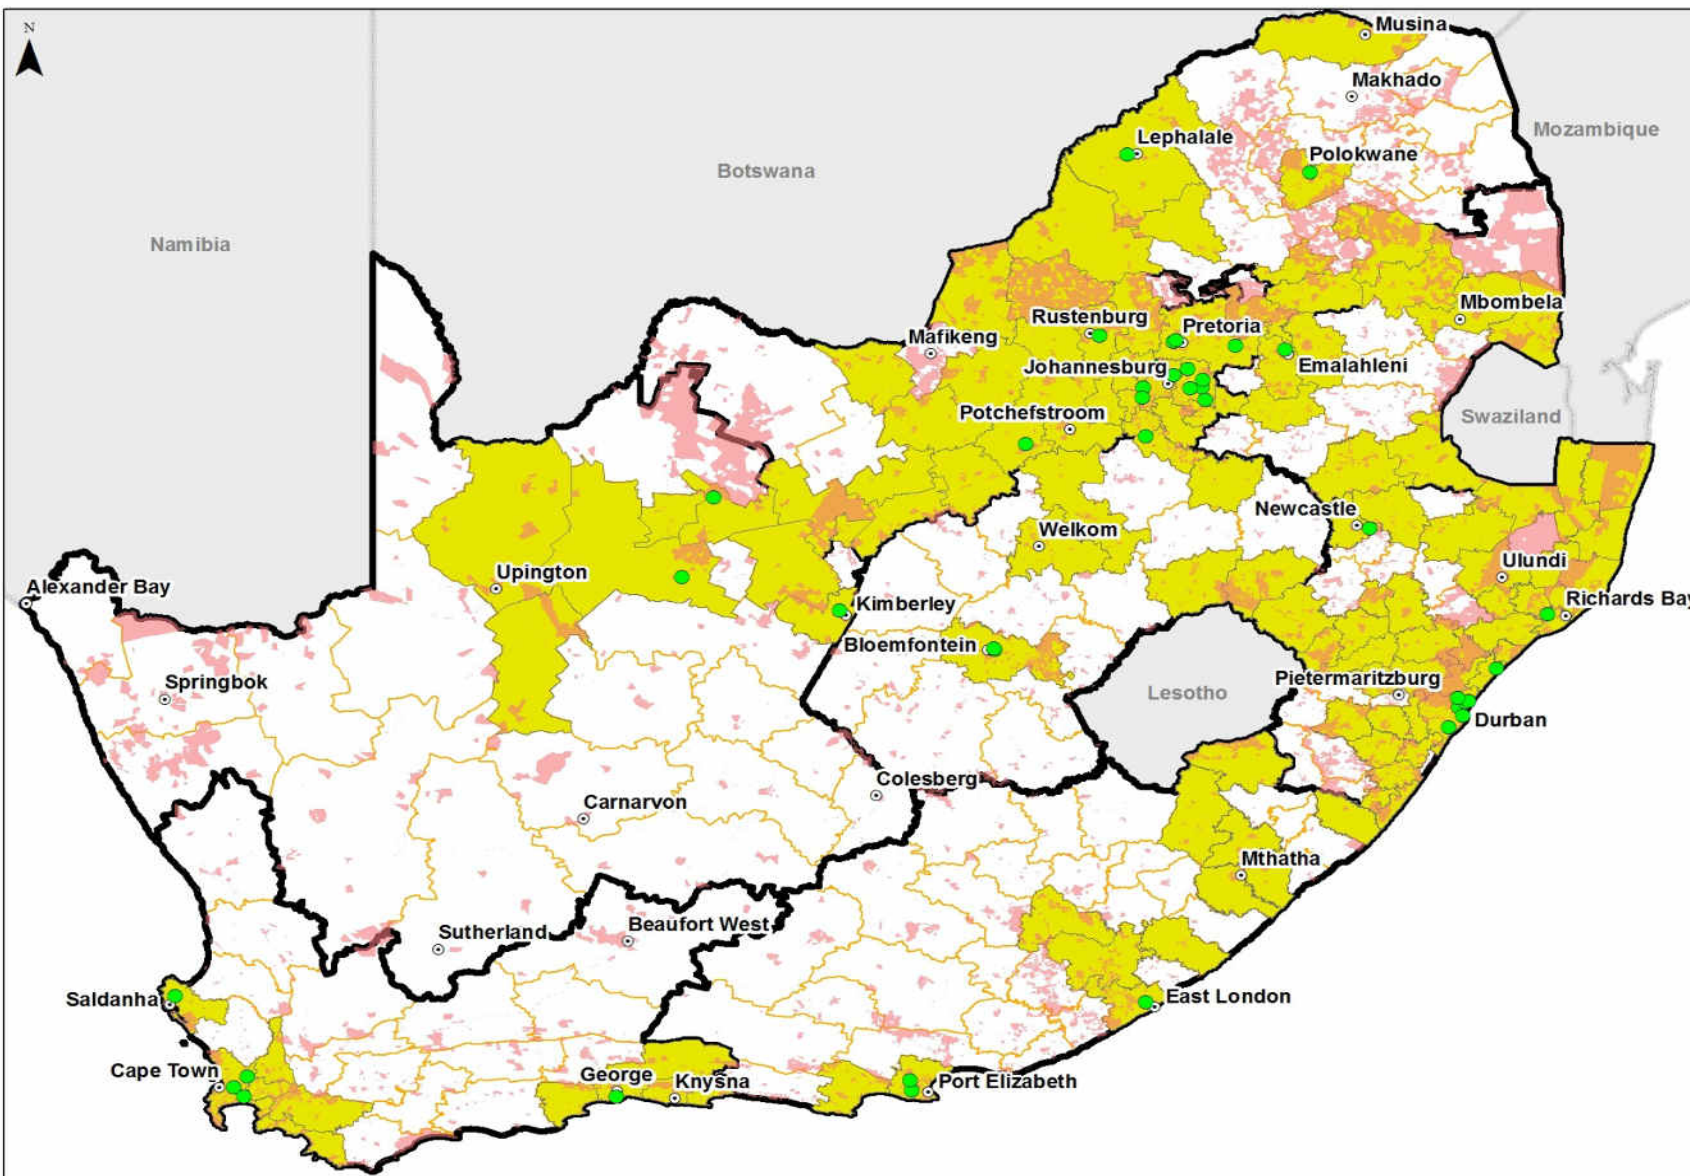 N
Musina
Makhado
Mozambique
Lephalale
Polokwane
Botswana
Namibia
Mbombela
Rustenburg
Pretoria
Mafikeng
Johannesburg
Emalahleni
Potchefstroom
Swaziland
Newcastle
Welkom
Ulundi
Upington
Alexander Bay
Kimberley
Richards Bay
Bloemfontein
Springbok
Pietermaritzburg
Lesotho
Durban
Colesberg
Carnarvon
Mthatha
Beaufort West
Sutherland
Saldanha
East London
Cape Town
George
Knysna
Port Elizabeth